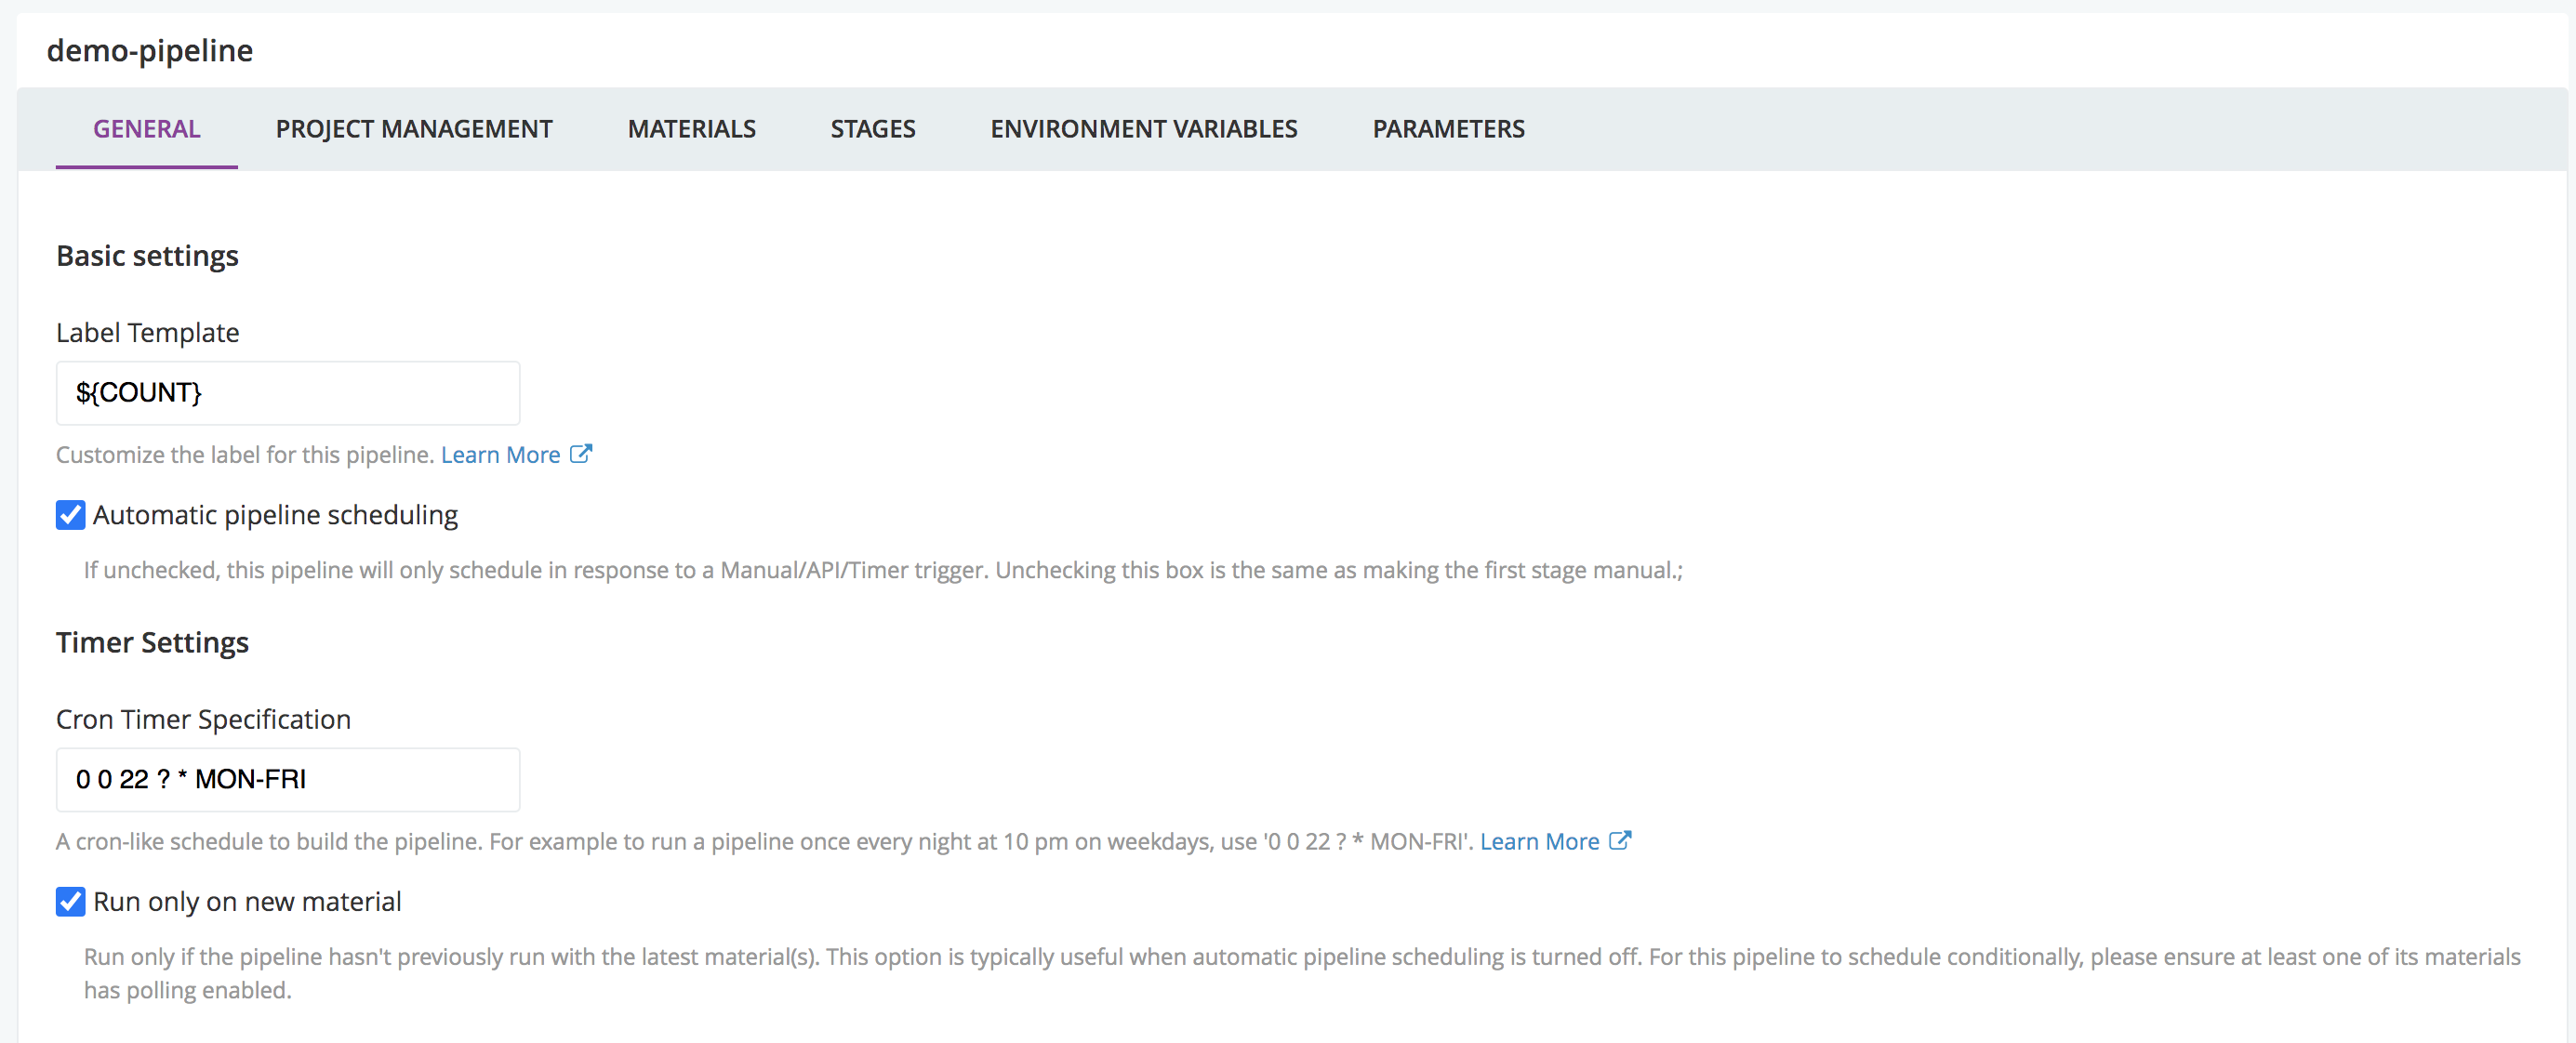 demo-pipeline
GENERAL PROJECT MANAGEMENT MATERIALS STAGES ENVIRONMENT VARIABLES PARAMETERS
Basic settings
Label Template
${COUNT}
Customize the label for this pipeline. Learn More
Automatic pipeline scheduling
If unchecked, this pipeline will only schedule in response to a Manual/API/Timer trigger. Unchecking this box is the same as making the first stage manual.;
Timer Settings
Cron Timer Specification
0 0 22 ? * MON-FRI
A cron-like schedule to build the pipeline. For example to run a pipeline once every night at 10 pm on weekdays, use '0 0 22 ? * MON-FRI'. Learn More
Run only on new material
Run only if the pipeline hasn't previously run with the latest material(s). This option is typically useful when automatic pipeline scheduling is turned off. For this pipeline to schedule conditionally, please ensure at least one of its materials
has polling enabled.